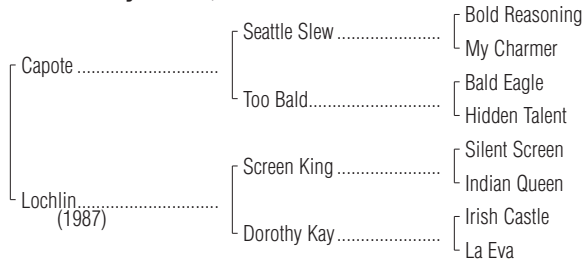 Bold Reasoning
Seattle Slew ........................
My Charmer
Capote ................................
Bald Eagle
Too Bald..............................
Hidden Talent
Silent Screen
Screen King ........................
Indian Queen
Lochlin................................
(1987)
Irish Castle
Dorothy Kay ........................
La Eva